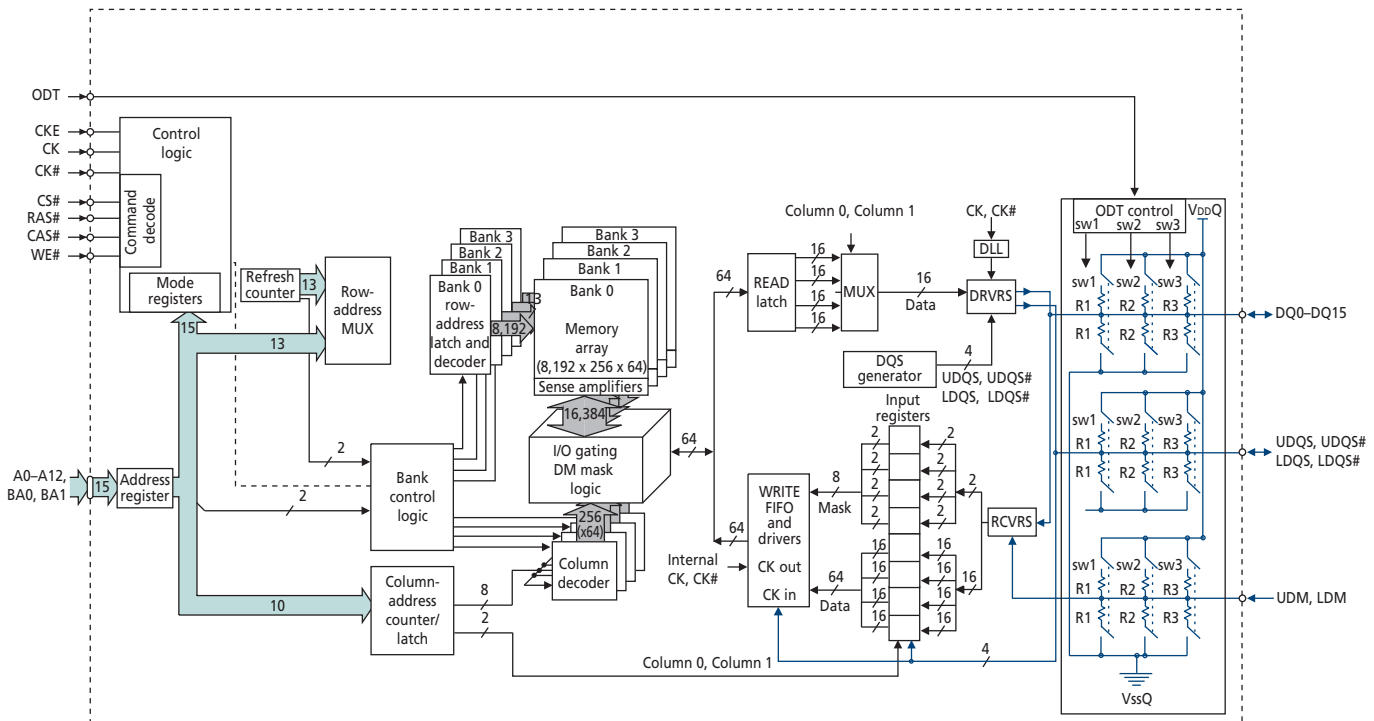 ODT
CKE
CK
CK#
CS#
RAS#
CAS#
WE#
Control
logic
Command
decode
Mode
registers
Refresh
counter
13
Row-
address
MUX
15
13
A0–A12,
BA0, BA1
15
Address
register
2
2
10
Bank
control
logic
Column-
address
counter/
latch
8
2
Bank 3
Bank 2
Bank 1
Bank 0
row-
address
latch and
decoder
13
8,192
Bank 3
Bank 2
Bank 1
Bank 0
Memory
array
(8,192 x 256 x 64)
Sense amplifiers
16,384
I/O gating
DM mask
logic
256
(x64)
Column
decoder
64
64
READ
latch
16
16
16
16
Column 0, Column 1
MUX
16
Data
CK, CK#
DLL
DRVRS
DQS
generator
4
UDQS, UDQS#
LDQS, LDQS#
Input
registers
2
2
2
2
2
2
2
2
2
8
Mask
WRITE
FIFO
and
drivers
CK out
CK in
64
Internal
CK, CK#
64
Data
16
16
16
16
16
16
16
16
16
RCVRS
4
Column 0, Column 1
ODT control
VDDQ
sw1
sw2
sw3
sw1
sw2
sw3
R1
R2
R3
R1
R2
R3
sw1
sw2
sw3
R1
R2
R3
R1
R2
R3
sw1
sw2
sw3
R1
R2
R3
R1
R2
R3
VssQ
DQ0–DQ15
UDQS, UDQS#
LDQS, LDQS#
UDM, LDM